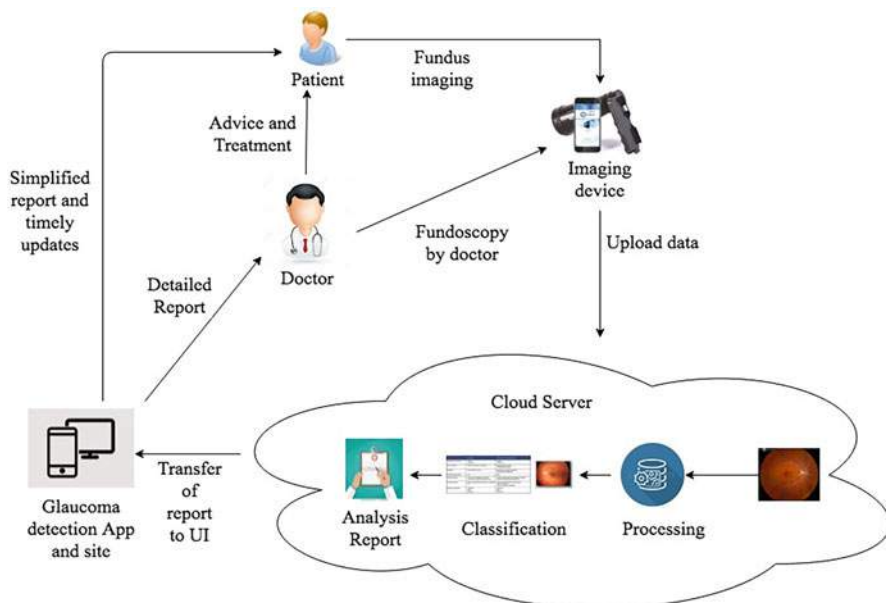 Patient
Fundus
imaging
Advice and
Treatment
Imaging
device
Simplified
report and
timely
updates
Doctor
Fundoscopy
by doctor
Upload data
Detailed
Report
Cloud Server
Glaucoma
detection App
and site
Transfer
of
report
to UI
Analysis
Report
Classification
Processing